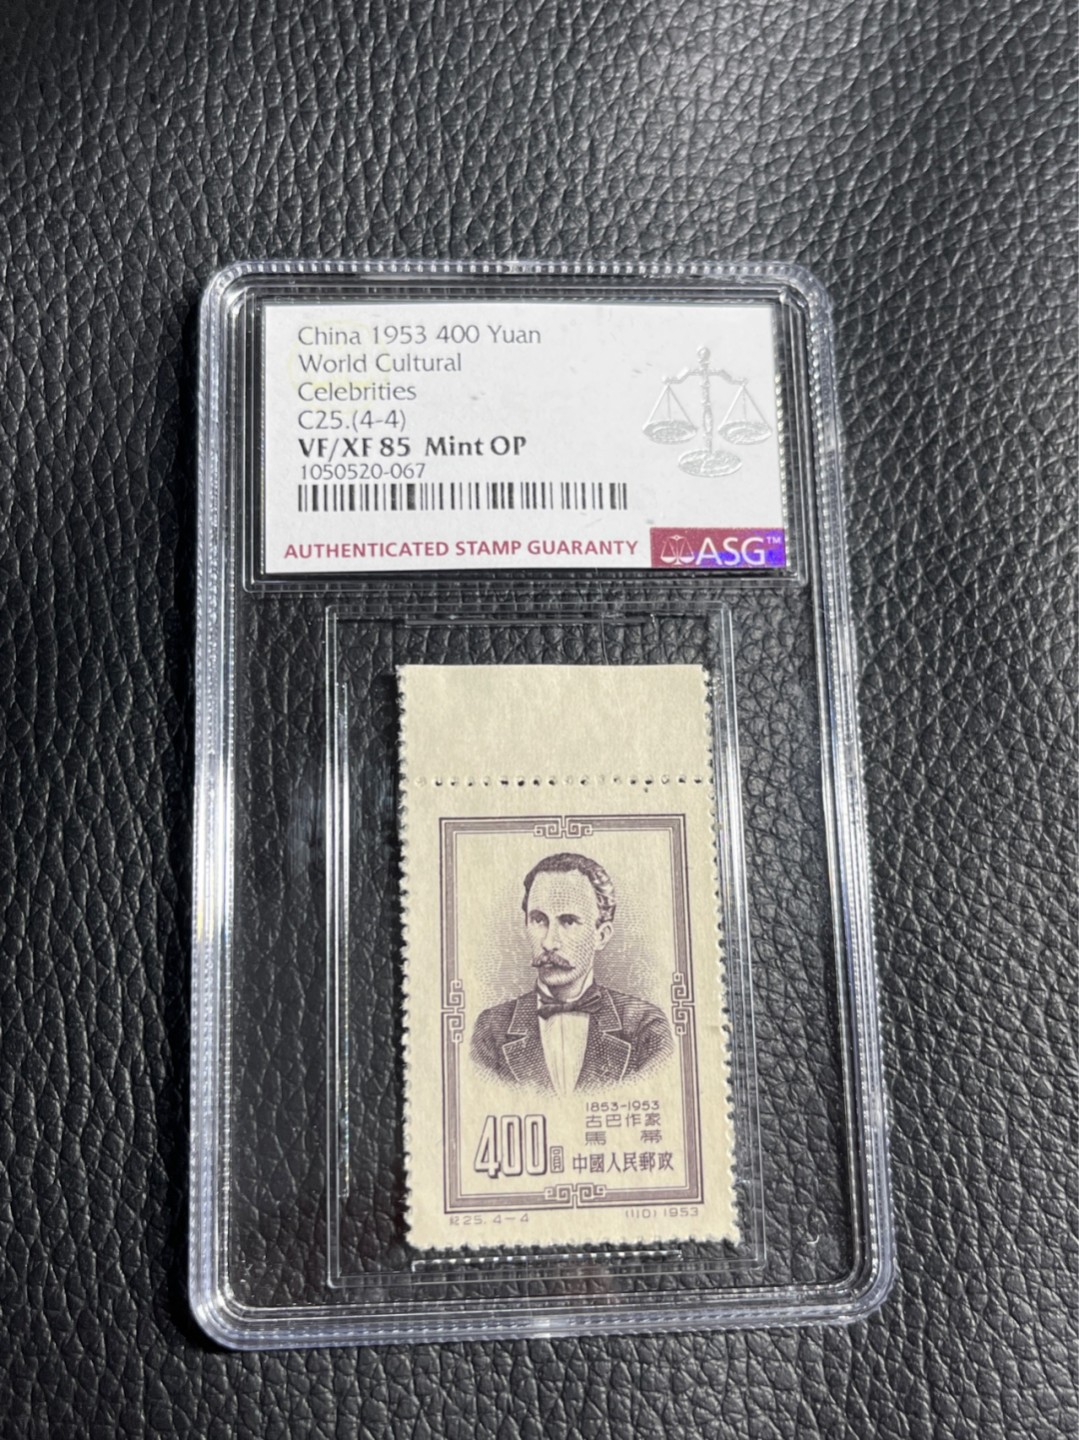 China 1953 400 Yuan
World Cultural
Celebrities
C25.(4-4)
VF/XF 85 Mint OP
1050520-067
AUTHENTICATED STAMP GUARANTY
ASG™
1853-1953
古巴作家
馬蒂
400圓
中國人民郵政
紀25.4-4
(110) 1953